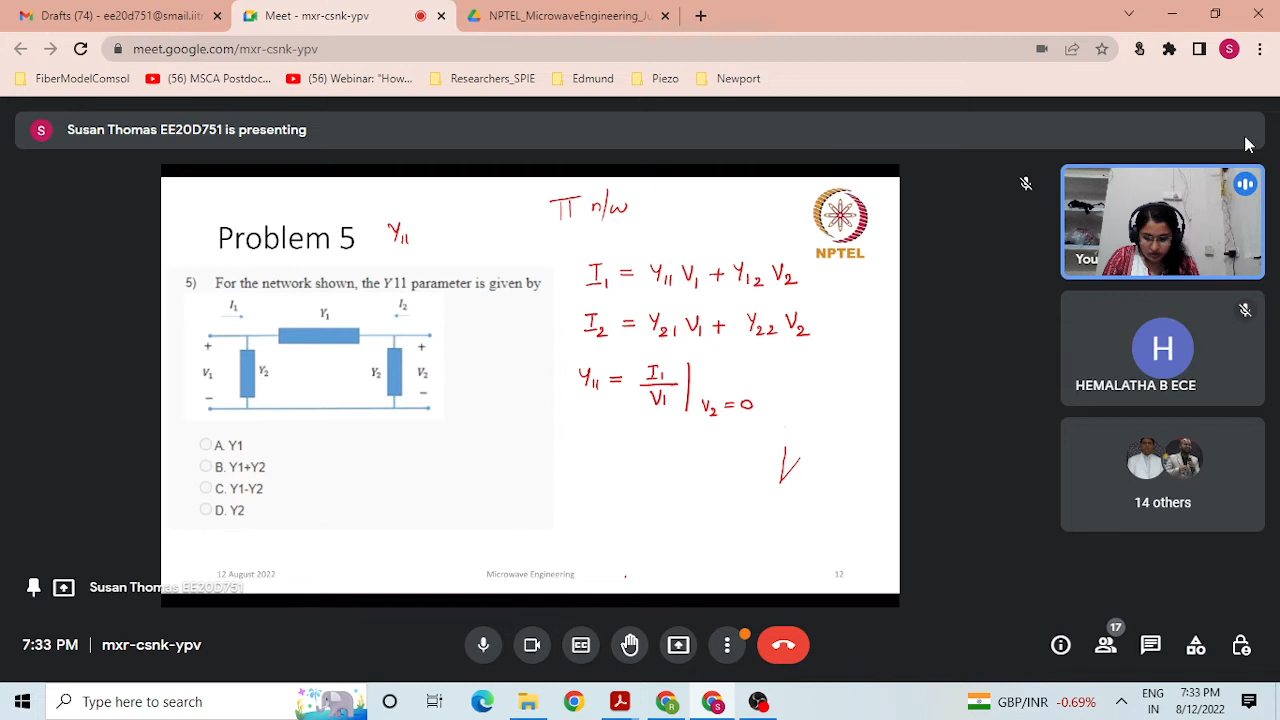 Drafts (74) - ee20d751@smail.iitr
Meet - mxr-csnk-ypv
NPTEL_MicrowaveEngineering_Ju
meet.google.com/mxr-csnk-ypv
FiberModelComsol
(56) MSCA Postdoc...
(56) Webinar: "How...
Researchers_SPIE
Edmund
Piezo
Newport
S
S Susan Thomas EE20D751 is presenting
π n/w
Problem 5 Y11
NPTEL
5) For the network shown, the Y11 parameter is given by
I1 Y1 I2
+ V1 - Y2 Y2 + V2 -
A. Y1
B. Y1+Y2
C. Y1-Y2
D. Y2
I1 = Y11 V1 + Y12 V2
I2 = Y21 V1 + Y22 V2
Y11 = I1/V1 | V2 = 0
12 August 2022
Microwave Engineering
12
You
H
HEMALATHA B ECE
14 others
Susan Thomas EE20D751
7:33 PM | mxr-csnk-ypv
17
Type here to search
GBP/INR -0.69%
ENG
IN
7:33 PM
8/12/2022